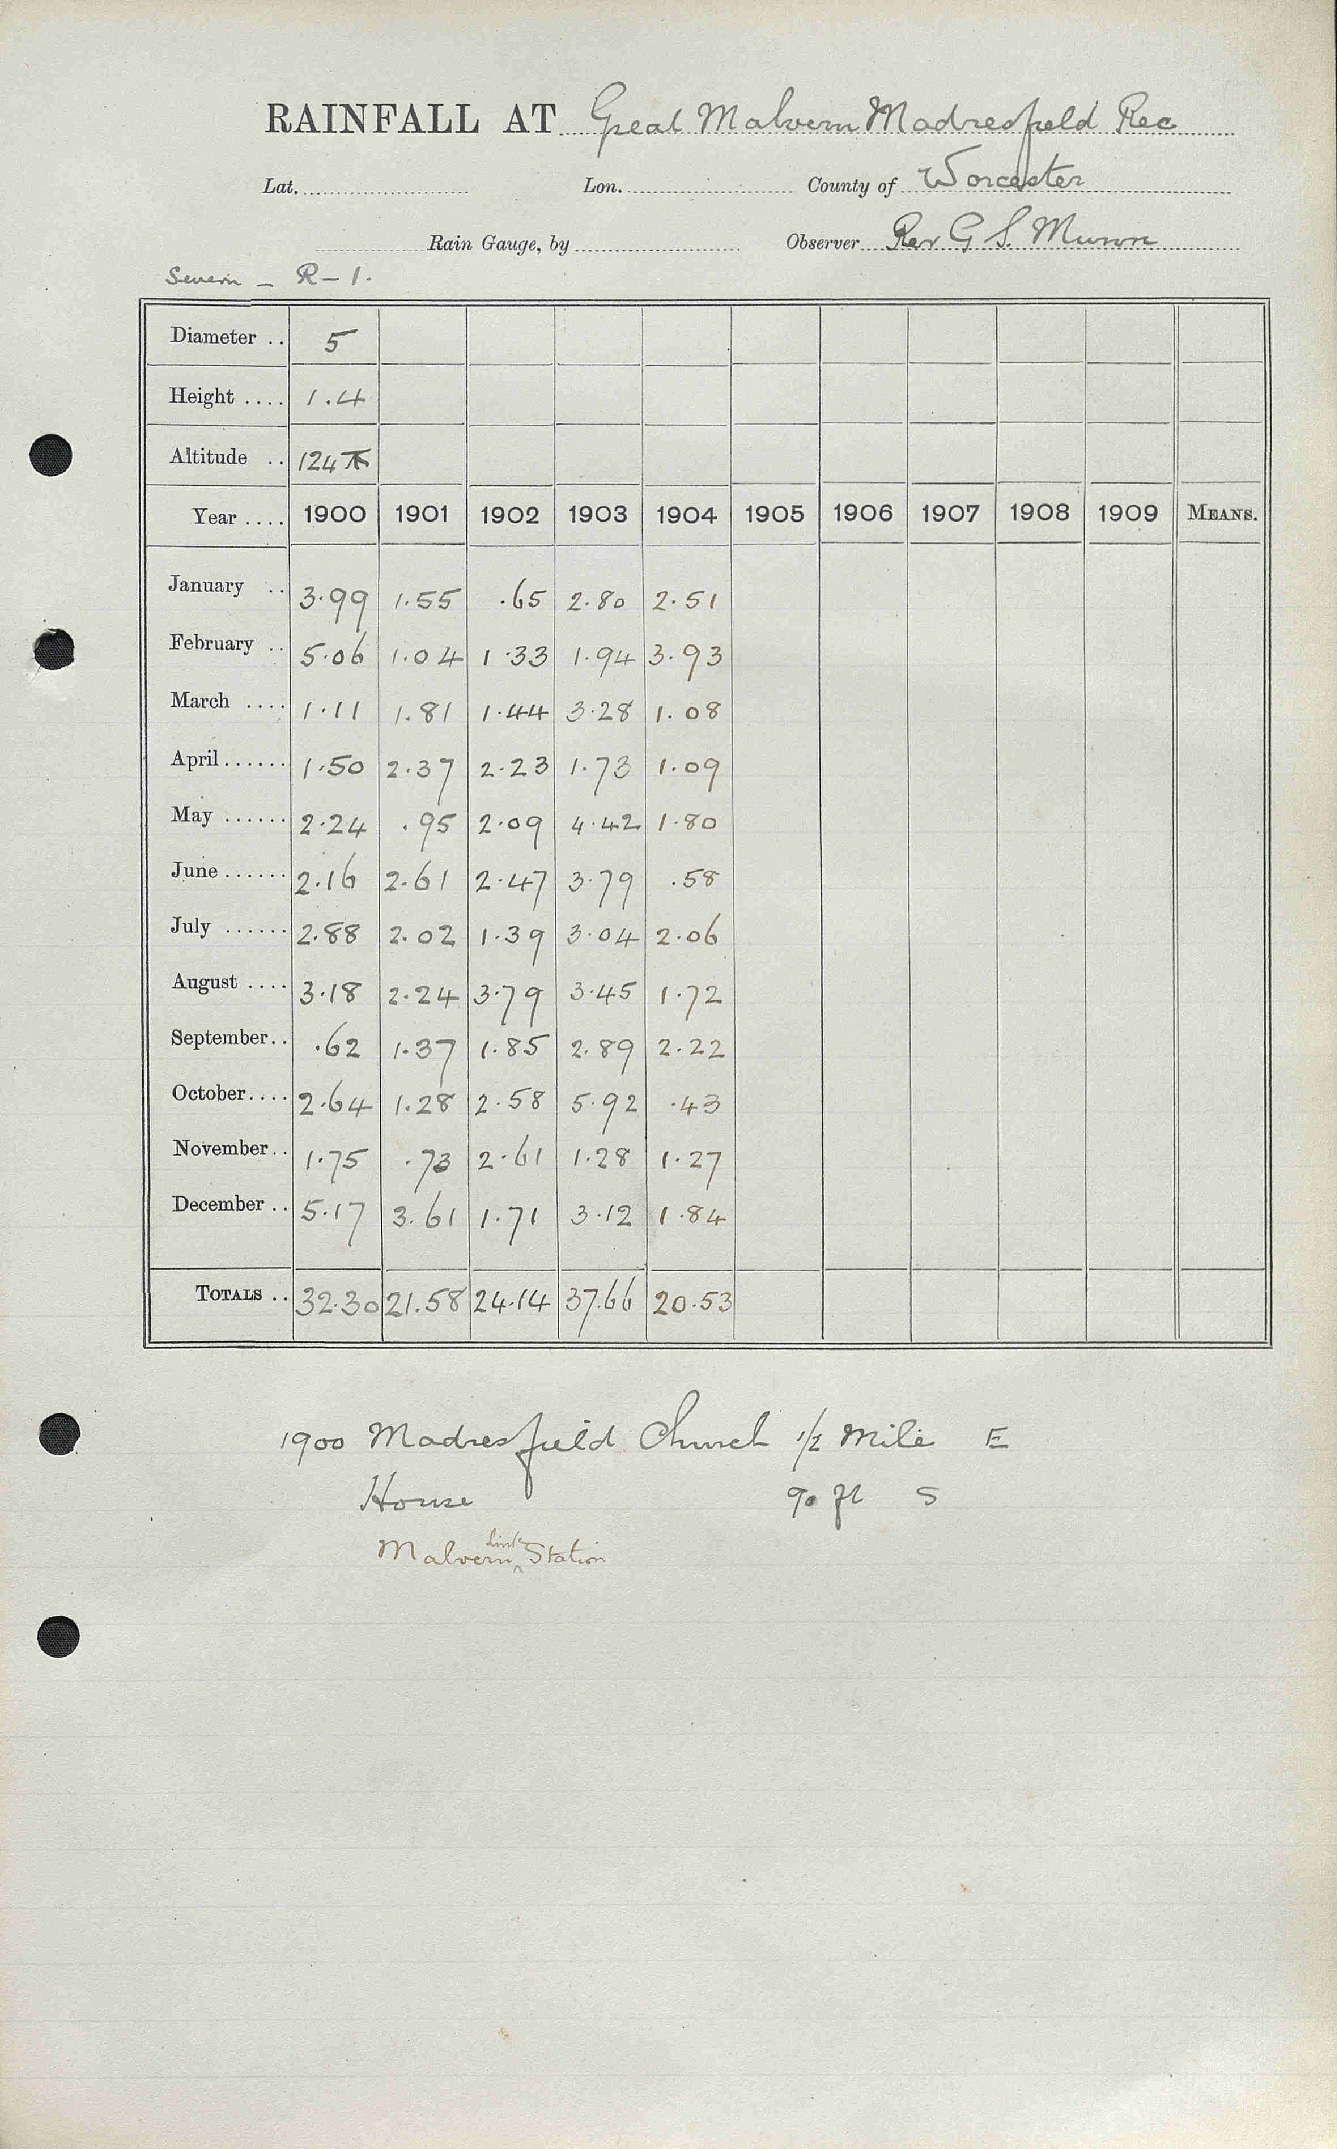 RAINFALL AT Great Malvern Madresfield Rec
Lat. Lon. County of Worcester
Rain Gauge, by Observer Rev G S. Munn
Severn - R-1.
Diameter .. 5
Height .... 1.4
Altitude .. 124
Year .... 1900 1901 1902 1903 1904 1905 1906 1907 1908 1909 MEANS.
January .. 3.99 1.55 .65 2.80 2.51
February .. 5.06 1.04 1.33 1.94 3.93
March .... 1.11 1.81 1.44 3.28 1.08
April ...... 1.50 2.37 2.23 1.73 1.09
May ...... 2.24 .95 2.09 4.42 1.80
June ...... 2.16 2.61 2.47 3.79 .58
July ...... 2.88 2.02 1.39 3.04 2.06
August .... 3.18 2.24 3.79 3.45 1.72
September.. .62 1.37 1.85 2.89 2.22
October.... 2.64 1.28 2.58 5.92 .43
November.. 1.75 .73 2.61 1.28 1.27
December .. 5.17 3.61 1.71 3.12 1.84
TOTALS .. 32.30 21.58 24.14 37.66 20.53
1900 Madresfield Church 1/2 Mile E
House 90 ft S
Malvern Link Station